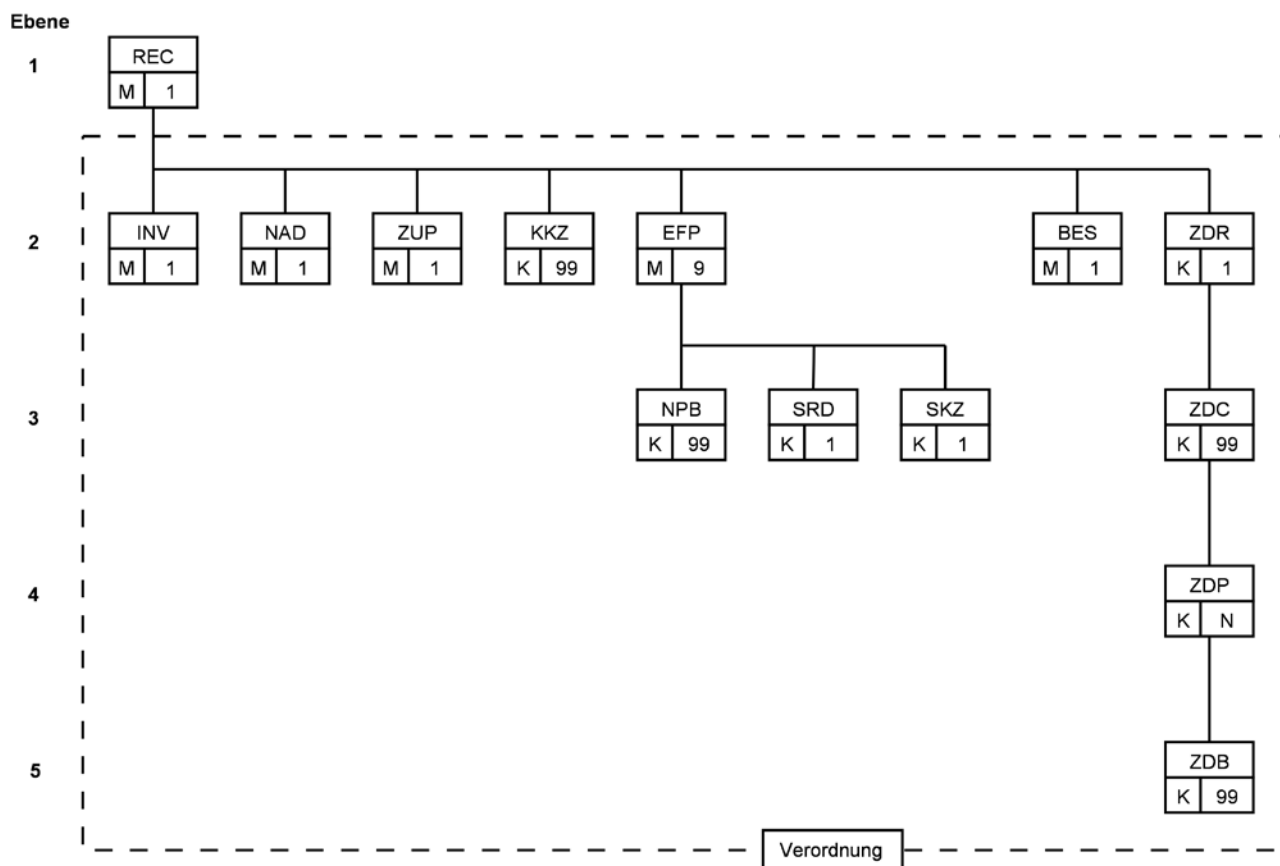 Ebene
1
REC
M 1
2
INV NAD ZUP KKZ EFP BES ZDR
M 1 M 1 M 1 K 99 M 9 M 1 K 1
3
NPB SRD SKZ ZDC
K 99 K 1 K 1 K 99
4
ZDP
K N
5
ZDB
K 99
Verordnung